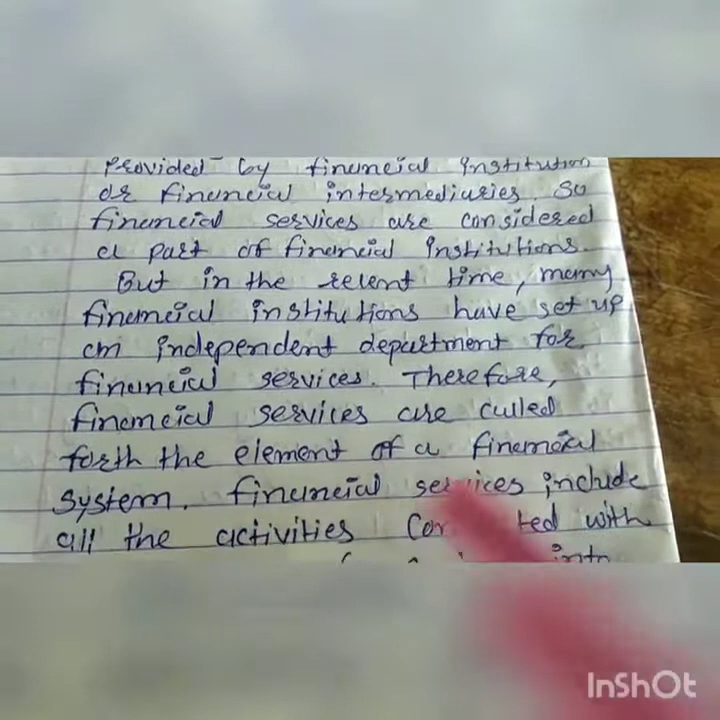 Provided by financial institution
or financial intermediaries so
financial services are considered
a part of financial institutions.
But in the recent time, many
financial institutions have set up
an independent department for
financial services. Therefore,
financial services are called
forth the element of a financial
system. financial services include
all the activities with
into
InShOt